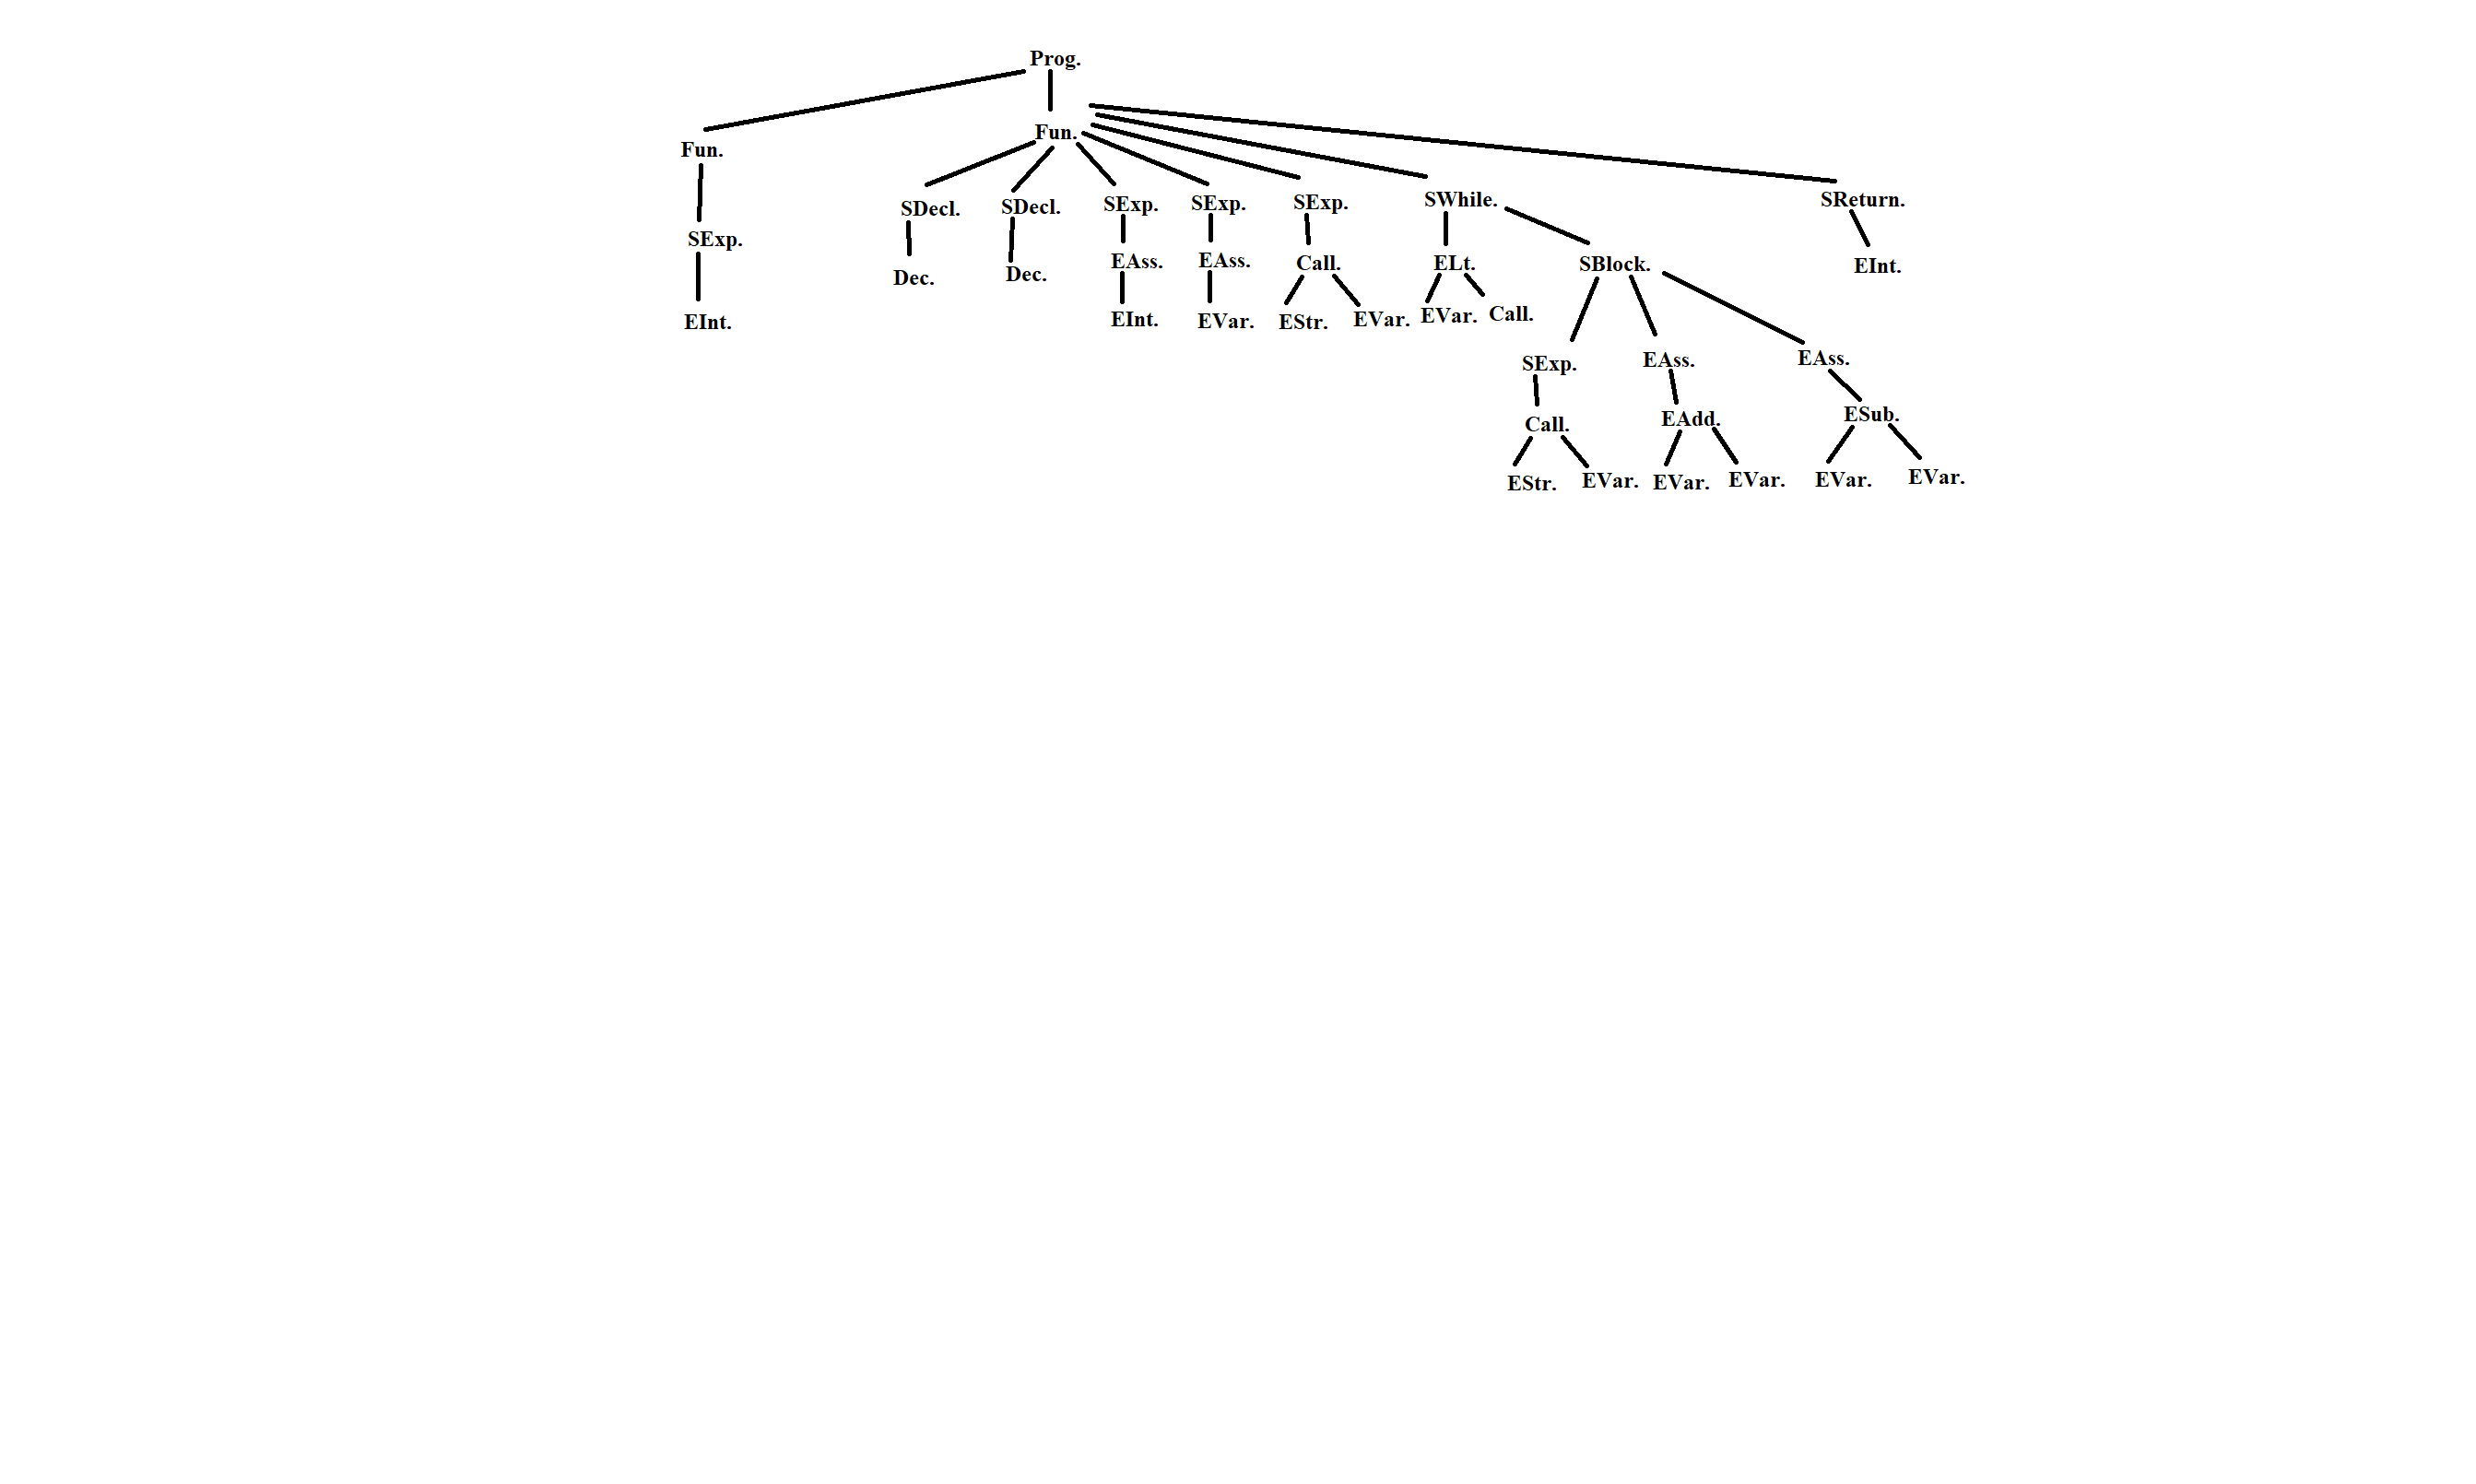 Prog.
Fun. Fun.
SDecl. SDecl. SExp. SExp. SExp. SWhile. SReturn.
SExp. Dec. Dec. EAss. EAss. Call. ELt. SBlock. EInt.
EInt. EInt. EVar. EStr. EVar. EVar. Call.
SExp. EAss. EAss.
Call. EAdd. ESub.
EStr. EVar. EVar. EVar. EVar. EVar.